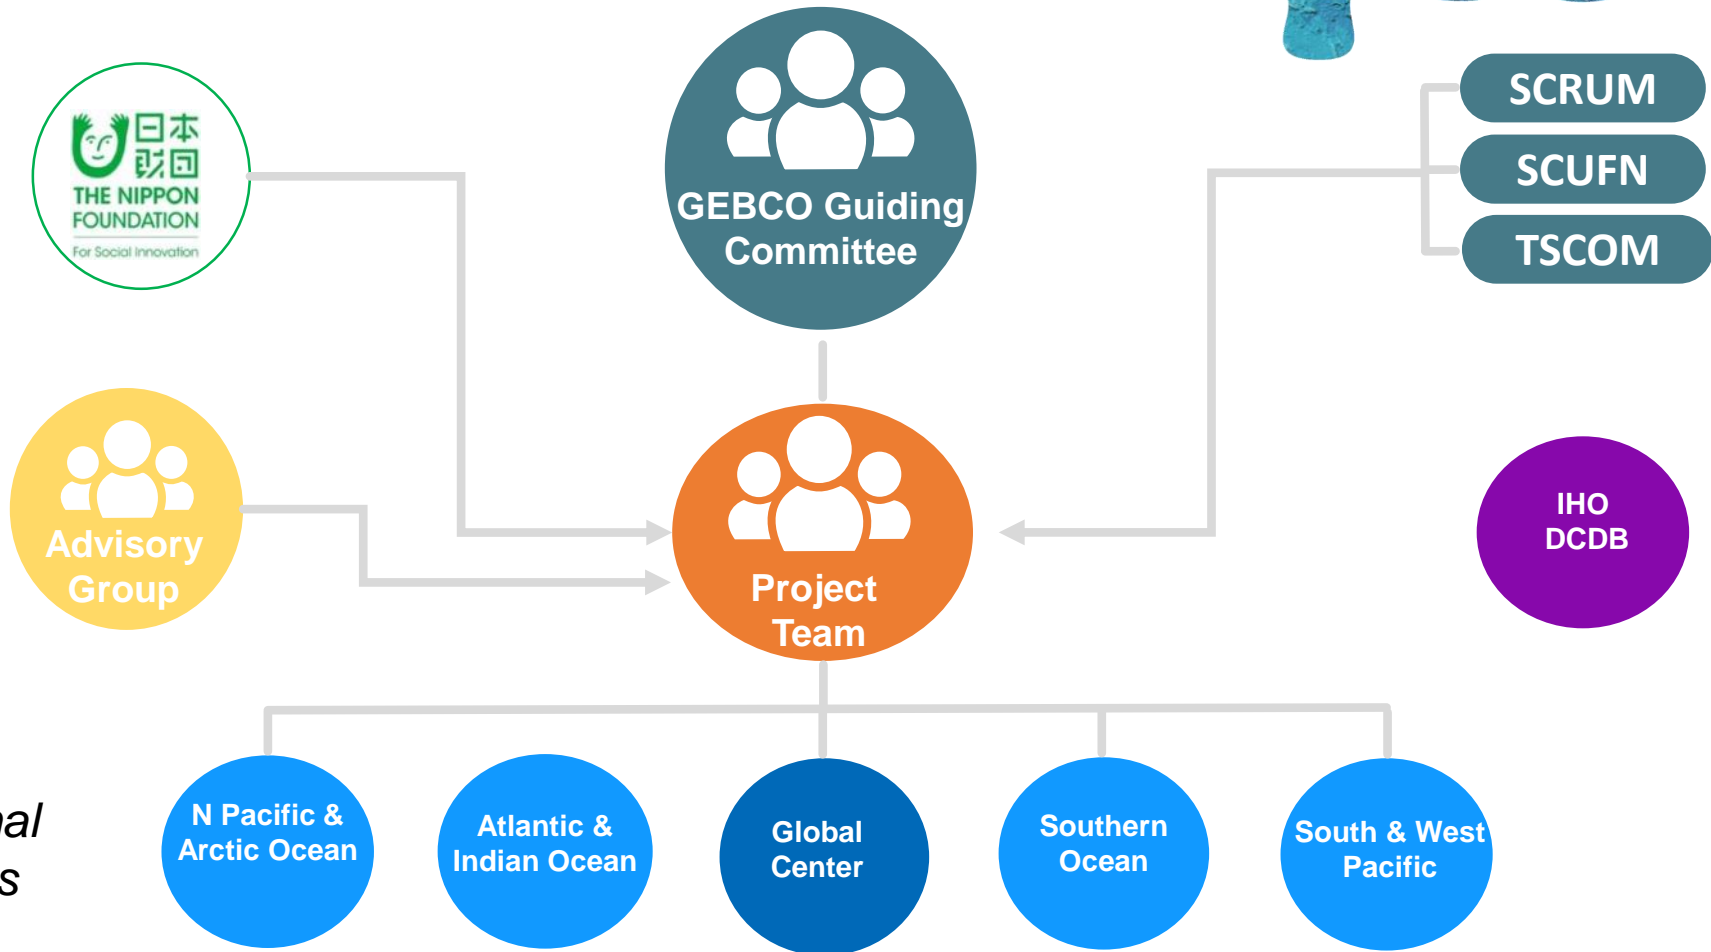 日本
財団
THE NIPPON
FOUNDATION
For Social Innovation
GEBCO Guiding
Committee
SCRUM
SCUFN
TSCOM
Advisory
Group
Project
Team
IHO
DCDB
N Pacific &
Arctic Ocean
Atlantic &
Indian Ocean
Global
Center
Southern
Ocean
South & West
Pacific